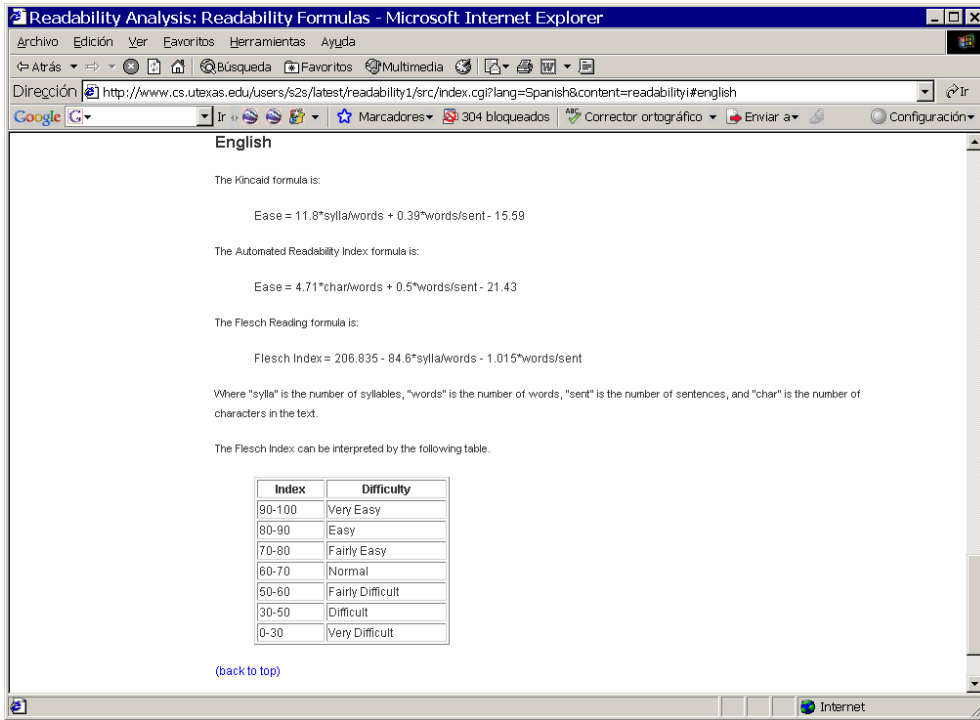 Readability Analysis: Readability Formulas - Microsoft Internet Explorer
Archivo Edición Ver Favoritos Herramientas Ayuda
Atrás Búsqueda Favoritos Multimedia
Dirección http://www.cs.utexas.edu/users/s2s/latest/readability1/src/index.cgi?lang=Spanish&content=readabilityi#english Ir
Google G Ir Marcadores 304 bloqueados ABC Corrector ortográfico Enviar a Configuración
English
The Kincaid formula is:
Ease = 11.8*sylla/words + 0.39*words/sent - 15.59
The Automated Readability Index formula is:
Ease = 4.71*char/words + 0.5*words/sent - 21.43
The Flesch Reading formula is:
Flesch Index = 206.835 - 84.6*sylla/words - 1.015*words/sent
Where "sylla" is the number of syllables, "words" is the number of words, "sent" is the number of sentences, and "char" is the number of
characters in the text.
The Flesch Index can be interpreted by the following table.
Index Difficulty
90-100 Very Easy
80-90 Easy
70-80 Fairly Easy
60-70 Normal
50-60 Fairly Difficult
30-50 Difficult
0-30 Very Difficult
(back to top)
Internet